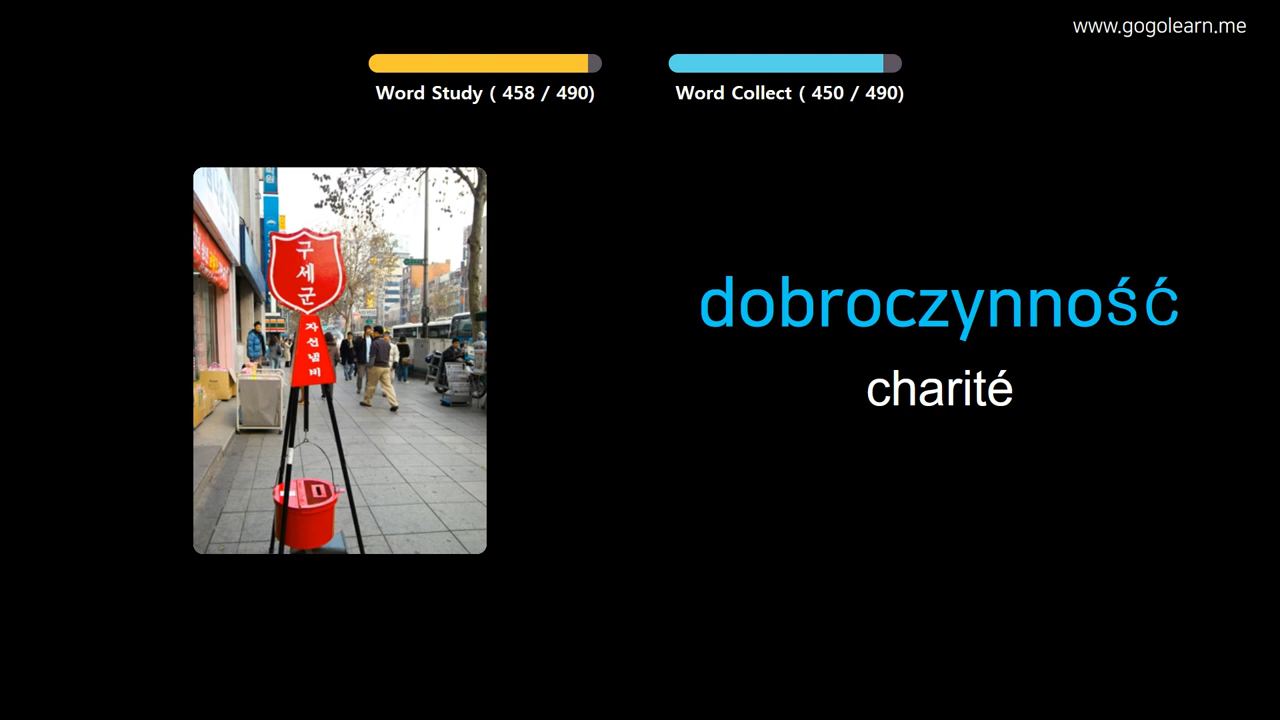 www.gogolearn.me
Word Study ( 458 / 490)
Word Collect ( 450 / 490)
구
세
군
자
선
냄
비
dobroczynność
charité